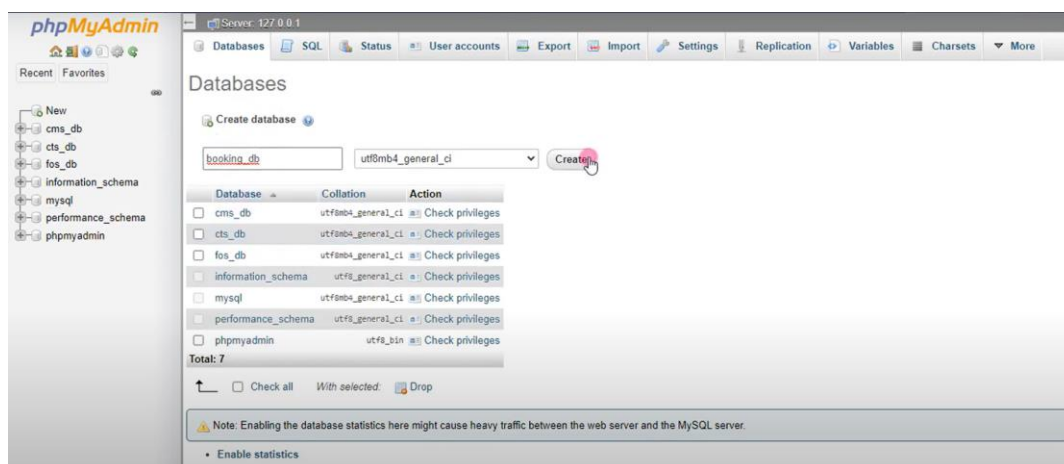 phpMyAdmin
Recent Favorites
New
cms_db
cts_db
fos_db
information_schema
mysql
performance_schema
phpmyadmin
Server: 127.0.0.1
Databases SQL Status User accounts Export Import Settings Replication Variables Charsets More
Databases
Create database
booking_db utf8mb4_general_ci Create
Database Collation Action
cms_db utf8mb4_general_ci Check privileges
cts_db utf8mb4_general_ci Check privileges
fos_db utf8mb4_general_ci Check privileges
information_schema utf8_general_ci Check privileges
mysql utf8mb4_general_ci Check privileges
performance_schema utf8_general_ci Check privileges
phpmyadmin utf8_bin Check privileges
Total: 7
Check all With selected: Drop
Note: Enabling the database statistics here might cause heavy traffic between the web server and the MySQL server.
• Enable statistics